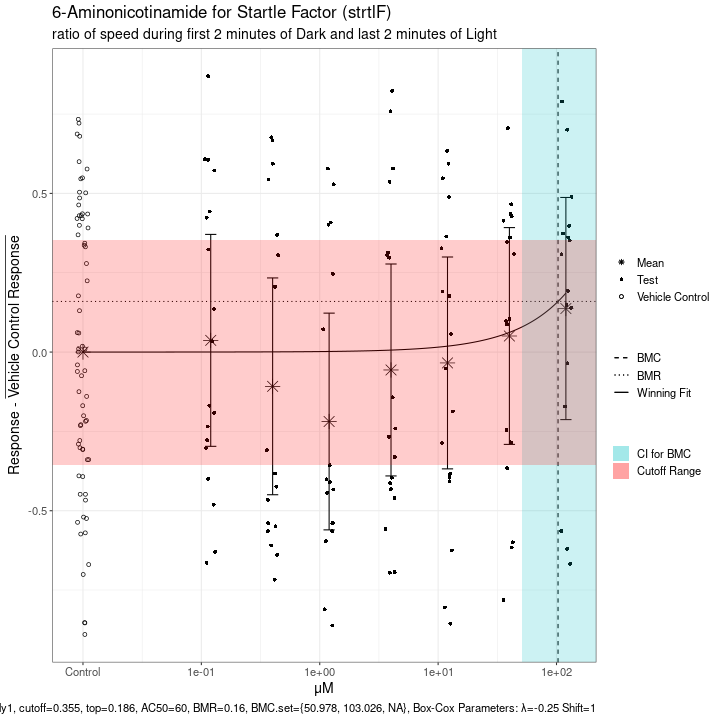 6-Aminonicotinamide for Startle Factor (strtlF)
ratio of speed during first 2 minutes of Dark and last 2 minutes of Light
Response - Vehicle Control Response
0.5
0.0
-0.5
Control
1e-01
1e+00
1e+01
1e+02
μM
Mean
Test
Vehicle Control
BMC
BMR
Winning Fit
CI for BMC
Cutoff Range
ly1, cutoff=0.355, top=0.186, AC50=60, BMR=0.16, BMC.set={50.978, 103.026, NA}, Box-Cox Parameters: λ=-0.25 Shift=1